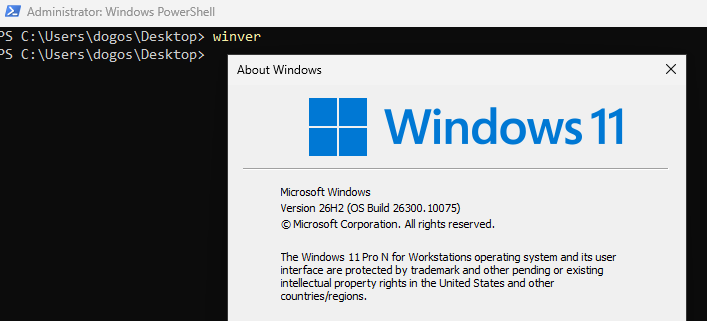 Administrator: Windows PowerShell
PS C:\Users\dogos\Desktop> winver
PS C:\Users\dogos\Desktop>
About Windows
Windows 11
Microsoft Windows
Version 26H2 (OS Build 26300.10075)
© Microsoft Corporation. All rights reserved.
The Windows 11 Pro N for Workstations operating system and its user
interface are protected by trademark and other pending or existing
intellectual property rights in the United States and other
countries/regions.